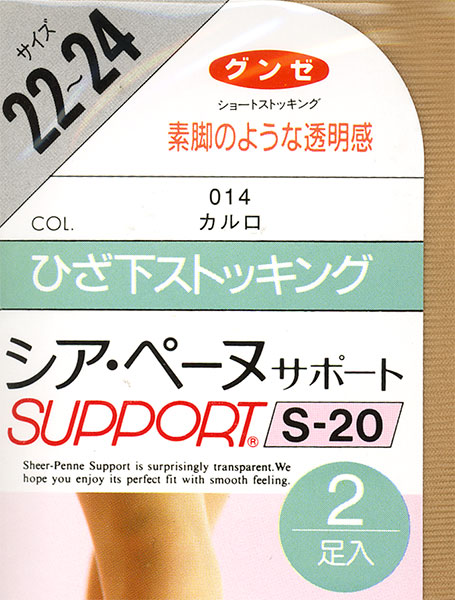 サイズ
22~24
グンゼ
ショートストッキング
素脚のような透明感
014
COL. カルロ
ひざ下ストッキング
シア・ペーヌ サポート
SUPPORT® S-20
Sheer-Penne Support is surprisingly transparent.We
hope you enjoy its perfect fit with smooth feeling.
2
足入